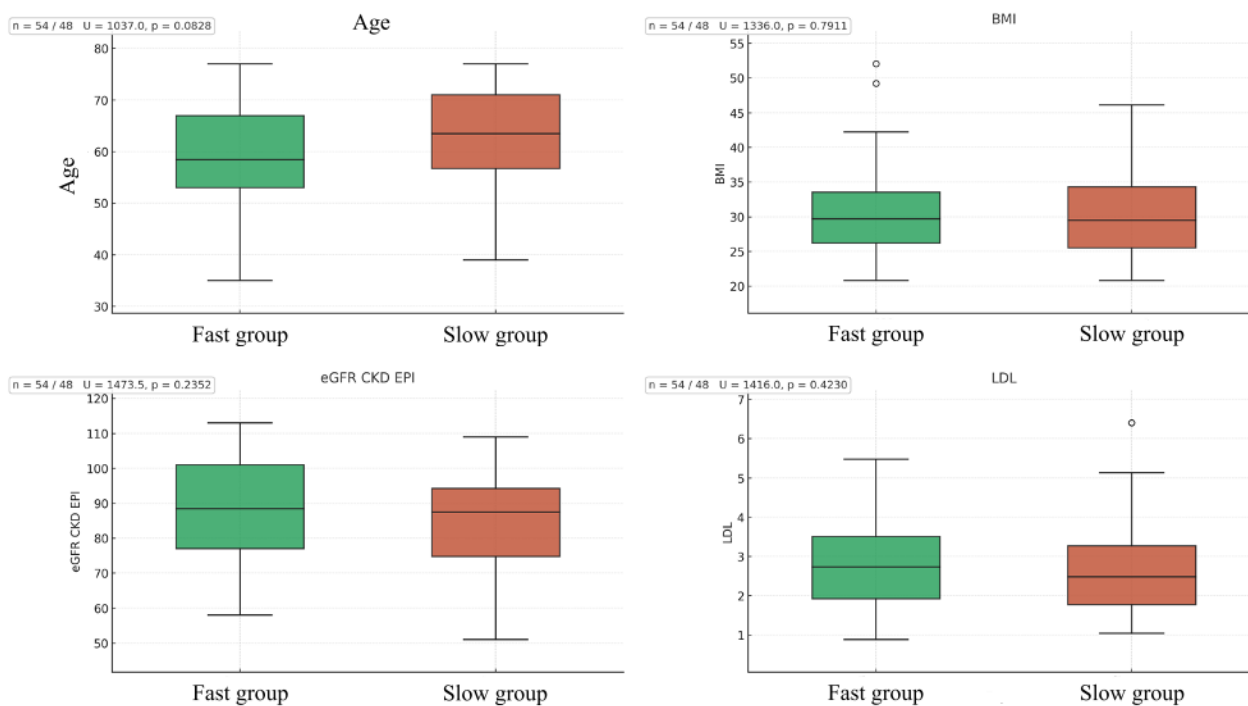 n = 54 / 48   U = 1037.0, p = 0.0828
Age
80
70
60
50
40
30
Age
Fast group
Slow group
n = 54 / 48   U = 1336.0, p = 0.7911
BMI
55
50
45
40
35
30
25
20
BMI
Fast group
Slow group
n = 54 / 48   U = 1473.5, p = 0.2352
eGFR CKD EPI
120
110
100
90
80
70
60
50
eGFR CKD EPI
Fast group
Slow group
n = 54 / 48   U = 1416.0, p = 0.4230
LDL
7
6
5
4
3
2
1
LDL
Fast group
Slow group